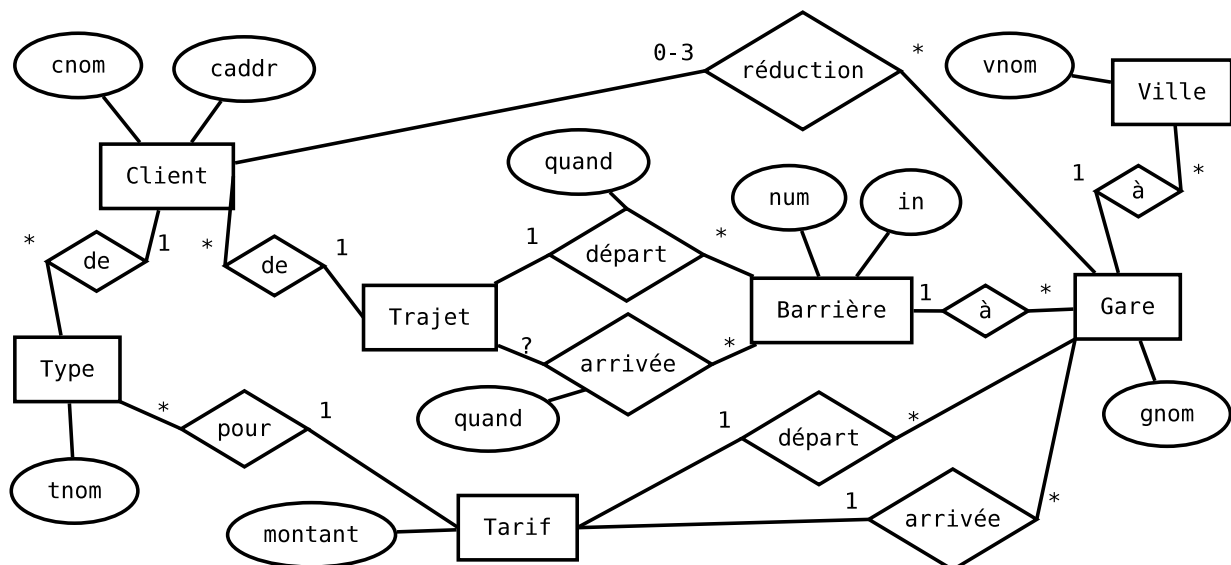 cnom
caddr
0-3
réduction
*
vnom
Ville
Client
quand
*
1
à
*
1
de
*
de
1
1
départ
*
num
in
Trajet
Barrière
1
à
*
Gare
?
arrivée
*
Type
quand
gnom
*
pour
1
1
départ
*
tnom
montant
Tarif
1
arrivée
*